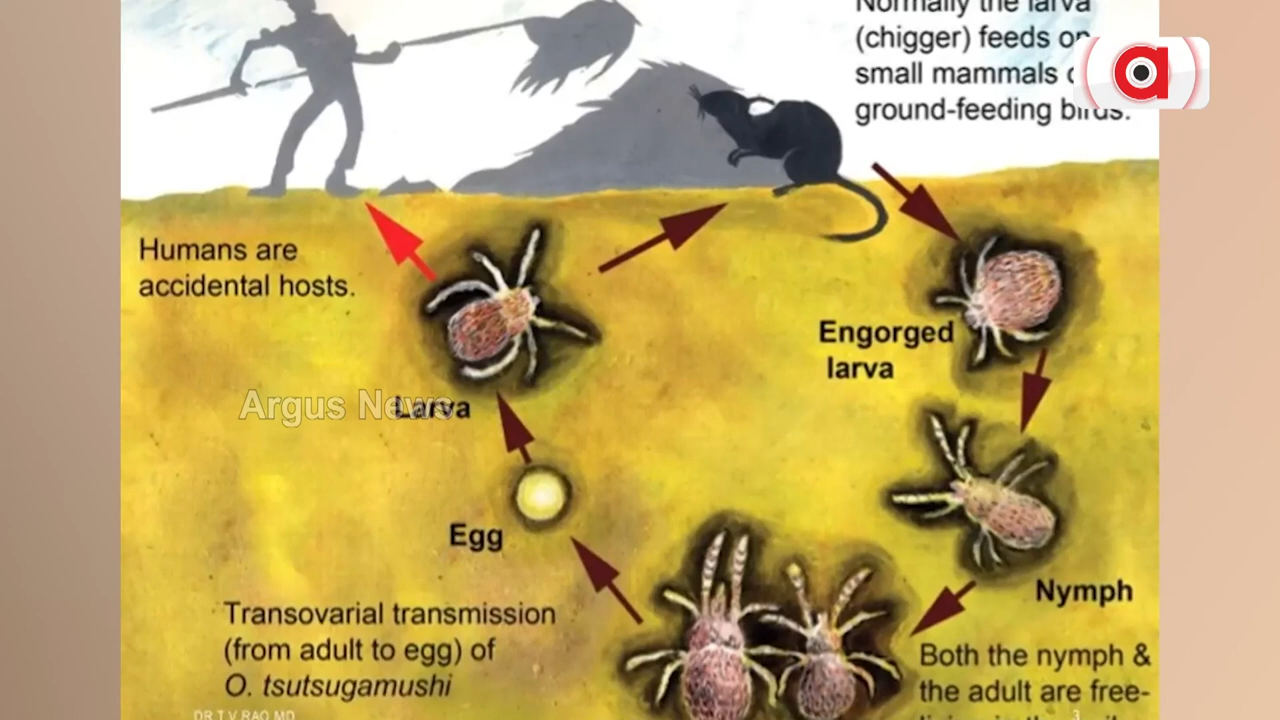 Normally the larva
(chigger) feeds on
small mammals
ground-feeding birds.
a
Humans are
accidental hosts.
Engorged
larva
Argus News
Larva
Egg
Nymph
Transovarial transmission
(from adult to egg) of
O. tsutsugamushi
Both the nymph &
the adult are free-
DR.T.V.RAO MD
3